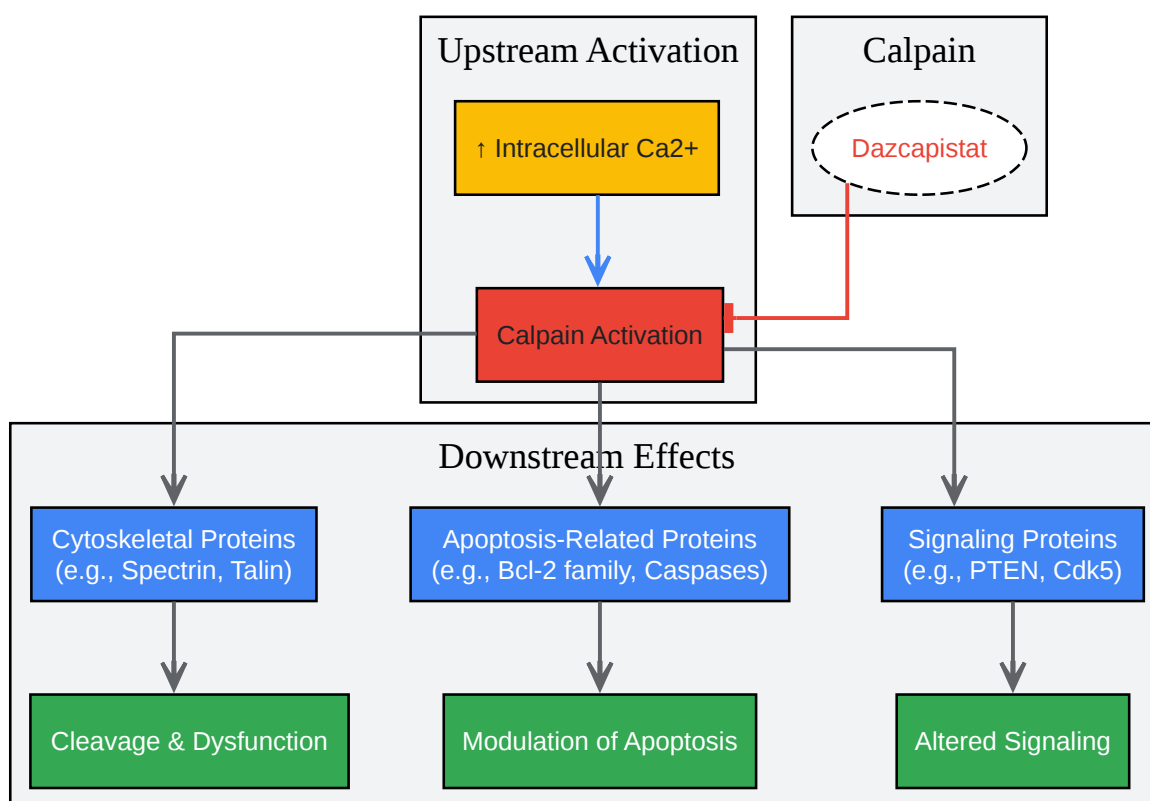 Upstream Activation
Calpain
↑ Intracellular Ca2+
Dazcapistat
Calpain Activation
Downstream Effects
Cytoskeletal Proteins
(e.g., Spectrin, Talin)
Apoptosis-Related Proteins
(e.g., Bcl-2 family, Caspases)
Signaling Proteins
(e.g., PTEN, Cdk5)
Cleavage & Dysfunction
Modulation of Apoptosis
Altered Signaling